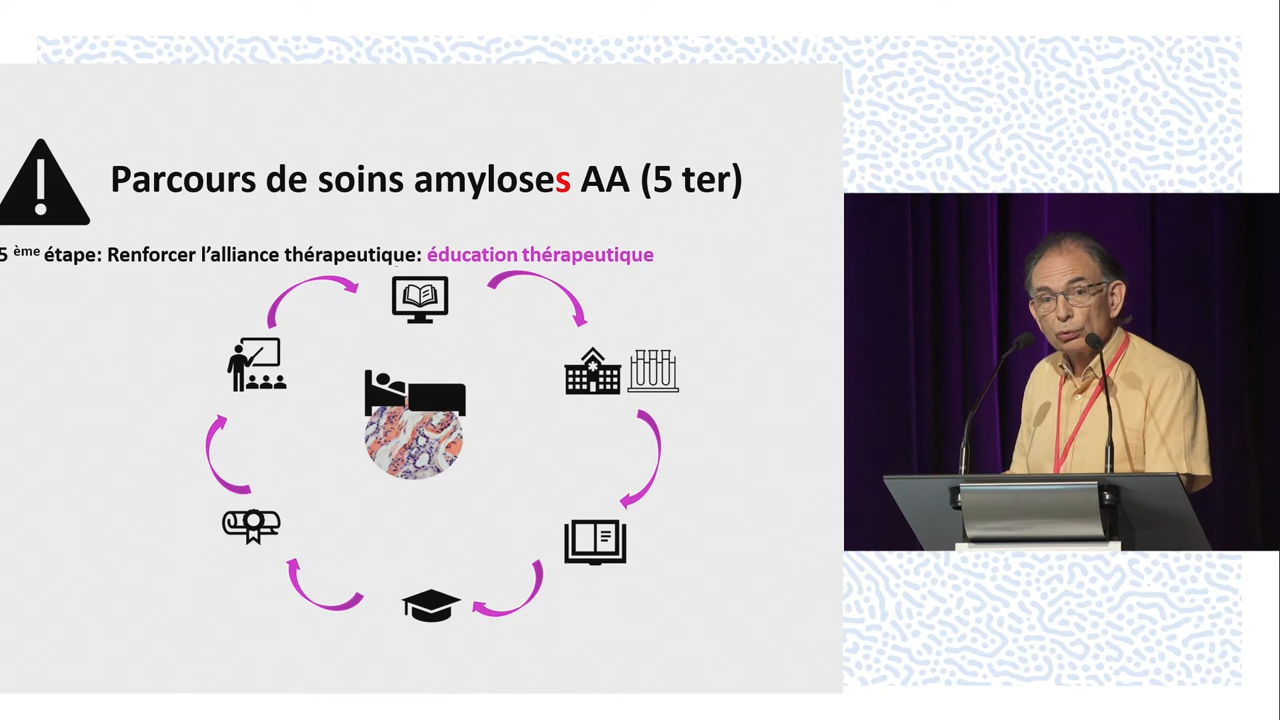 Parcours de soins amyloses AA (5 ter)
5 ème étape: Renforcer l’alliance thérapeutique: éducation thérapeutique